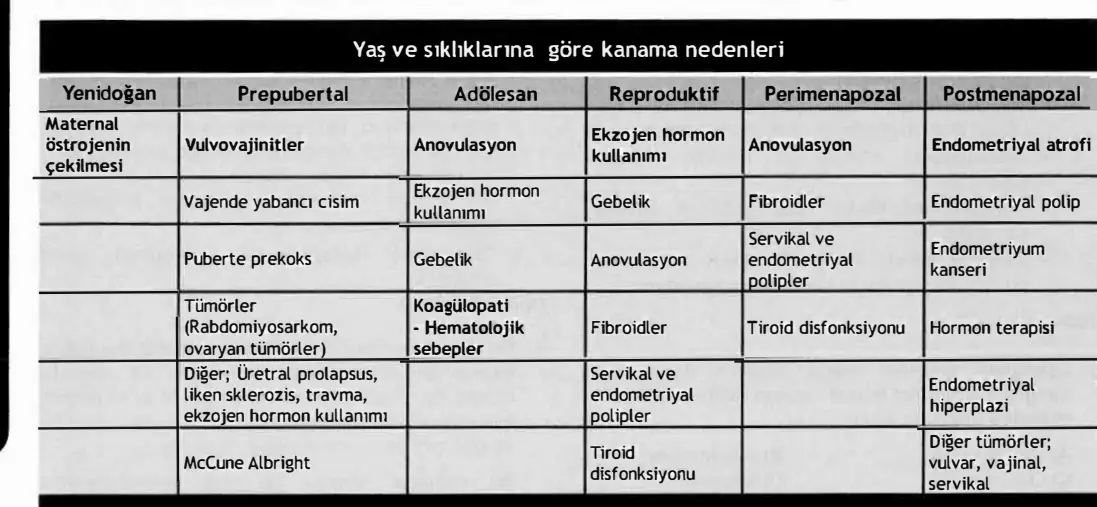 Yaş ve sıklıklarına göre kanama nedenleri
Yenidoğan Prepubertal Adölesan Reprodüktif Perimenapozal Postmenapozal
Maternal
östrojenin
çekilmesi
Vulvovajinitler
Anovulasyon
Ekzojen hormon
kullanımı
Anovulasyon
Endometriyal atrofi
Vajende yabancı cisim
Ekzojen hormon
kullanımı
Gebelik
Fibroidler
Endometriyal polip
Puberte prekoks
Gebelik
Anovulasyon
Servikal ve
endometriyal
polipler
Endometriyum
kanseri
Tümörler
(Rabdomiyosarkom,
ovaryan tümörler)
Koagülopati
- Hematolojik
sebepler
Fibroidler
Tiroid disfonksiyonu
Hormon terapisi
Diğer; Üretral prolapsus,
liken sklerozis, travma,
ekzojen hormon kullanımı
Servikal ve
endometriyal
polipler
Endometriyal
hiperplazi
McCune Albright
Tiroid
disfonksiyonu
Diğer tümörler;
vulvar, vajinal,
servikal